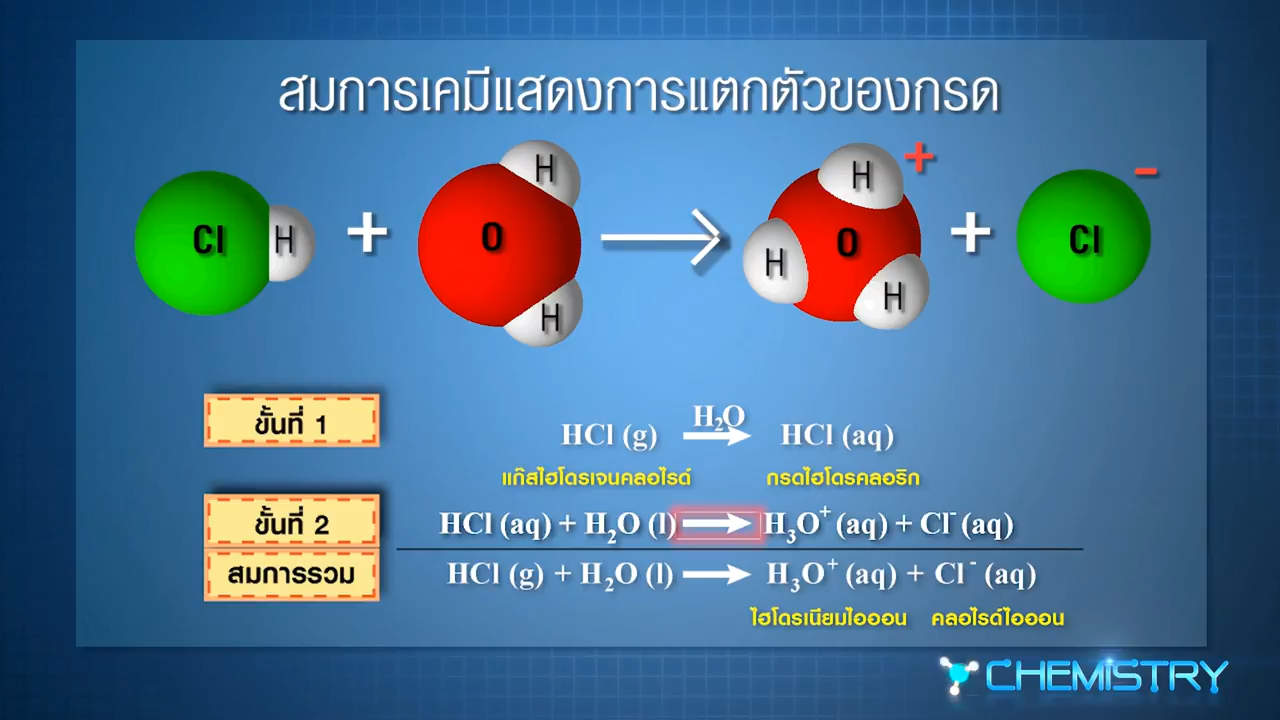 สมการเคมีแสดงการแตกตัวของกรด
Cl H + O H H → H O H H + + Cl -
ขั้นที่ 1 HCl (g) H₂O → HCl (aq)
แก๊สไฮโดรเจนคลอไรด์ กรดไฮโดรคลอริก
ขั้นที่ 2 HCl (aq) + H₂O (l) → H₃O⁺ (aq) + Cl⁻ (aq)
สมการรวม HCl (g) + H₂O (l) → H₃O⁺ (aq) + Cl⁻ (aq)
ไฮโดรเนียมไอออน คลอไรด์ไอออน
CHEMISTRY